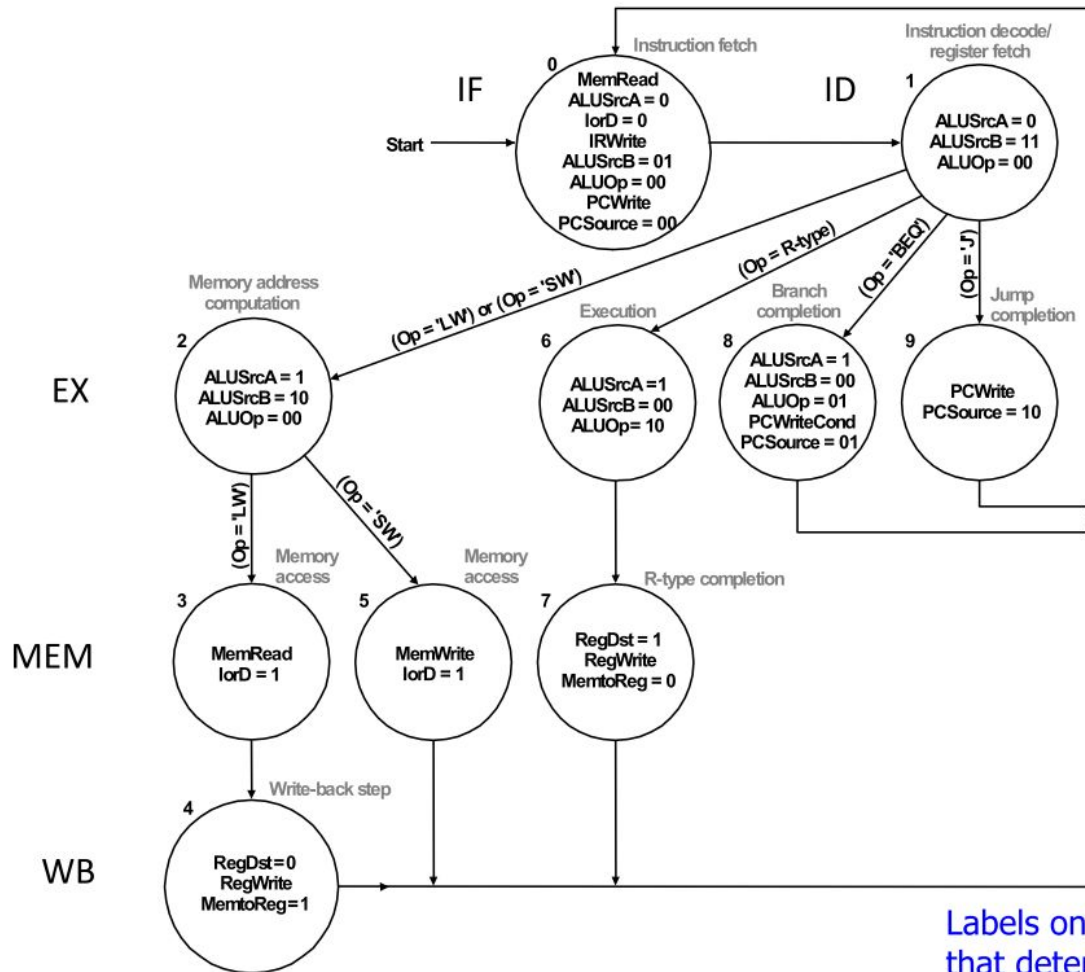 Instruction fetch
Instruction decode/
register fetch
IF
0
MemRead
ALUSrcA = 0
IorD = 0
IRWrite
ALUSrcB = 01
ALUOp = 00
PCWrite
PCSource = 00
ID
1
ALUSrcA = 0
ALUSrcB = 11
ALUOp = 00
Start
(Op = 'LW') or (Op = 'SW')
(Op = R-type)
(Op = 'BEQ')
(Op = 'J')
Memory address
computation
Execution
Branch
completion
Jump
completion
EX
2
ALUSrcA = 1
ALUSrcB = 10
ALUOp = 00
6
ALUSrcA =1
ALUSrcB = 00
ALUOp= 10
8
ALUSrcA = 1
ALUSrcB = 00
ALUOp = 01
PCWriteCond
PCSource = 01
9
PCWrite
PCSource = 10
(Op = 'LW')
(Op = 'SW')
Memory
access
Memory
access
R-type completion
MEM
3
MemRead
IorD = 1
5
MemWrite
IorD = 1
7
RegDst = 1
RegWrite
MemtoReg = 0
Write-back step
WB
4
RegDst=0
RegWrite
MemtoReg=1
Labels on
that deter